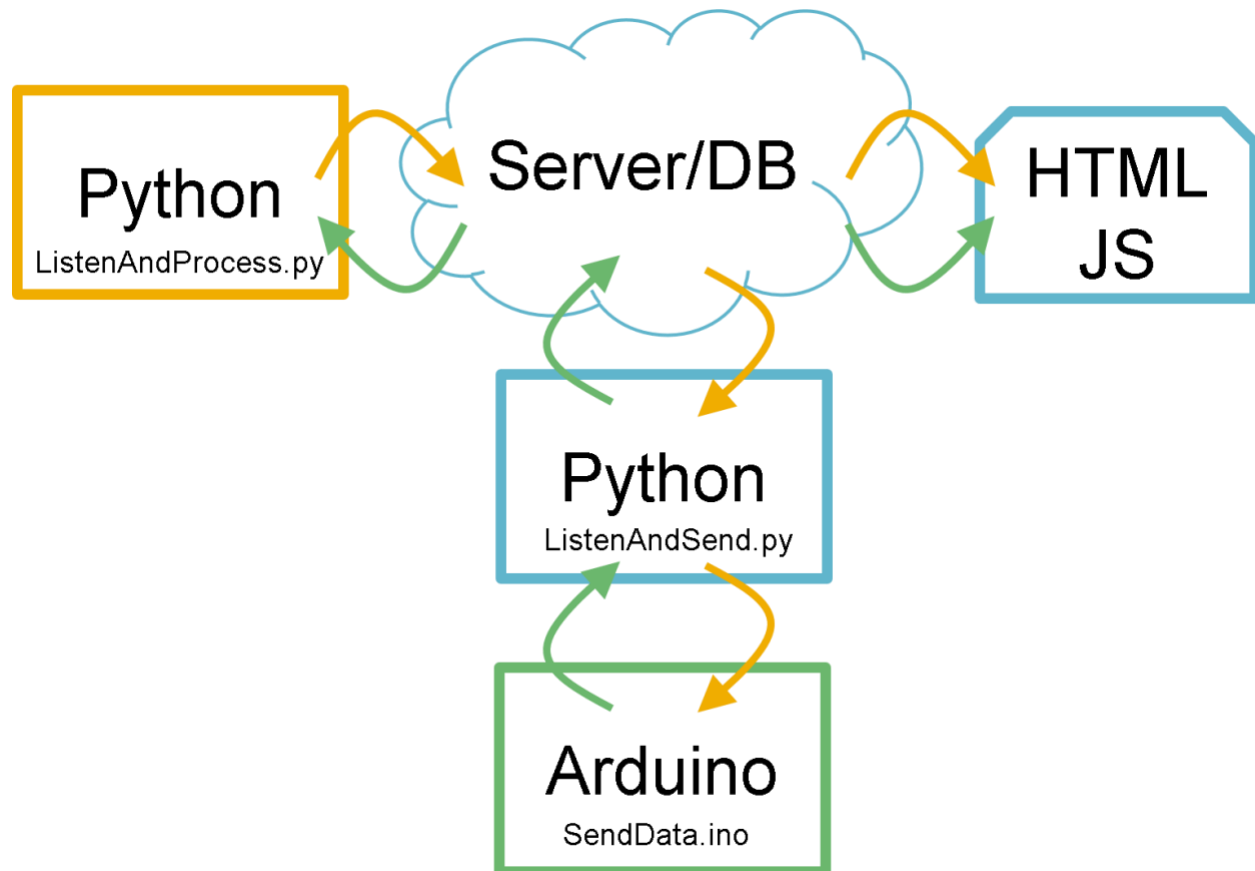 Python
ListenAndProcess.py
Server/DB
HTML
JS
Python
ListenAndSend.py
Arduino
SendData.ino